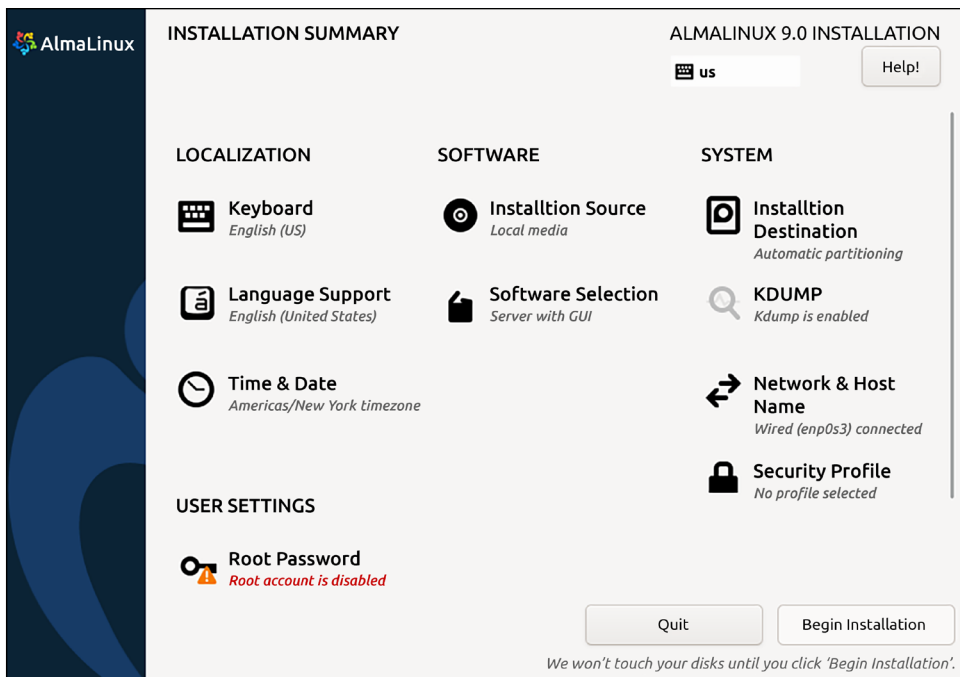 AlmaLinux
INSTALLATION SUMMARY
ALMALINUX 9.0 INSTALLATION
us
Help!
LOCALIZATION
Keyboard
English (US)
Language Support
English (United States)
Time & Date
Americas/New York timezone
SOFTWARE
Installtion Source
Local media
Software Selection
Server with GUI
SYSTEM
Installtion
Destination
Automatic partitioning
KDUMP
Kdump is enabled
Network & Host
Name
Wired (enp0s3) connected
Security Profile
No profile selected
USER SETTINGS
Root Password
Root account is disabled
Quit
Begin Installation
We won't touch your disks until you click ‘Begin Installation’.